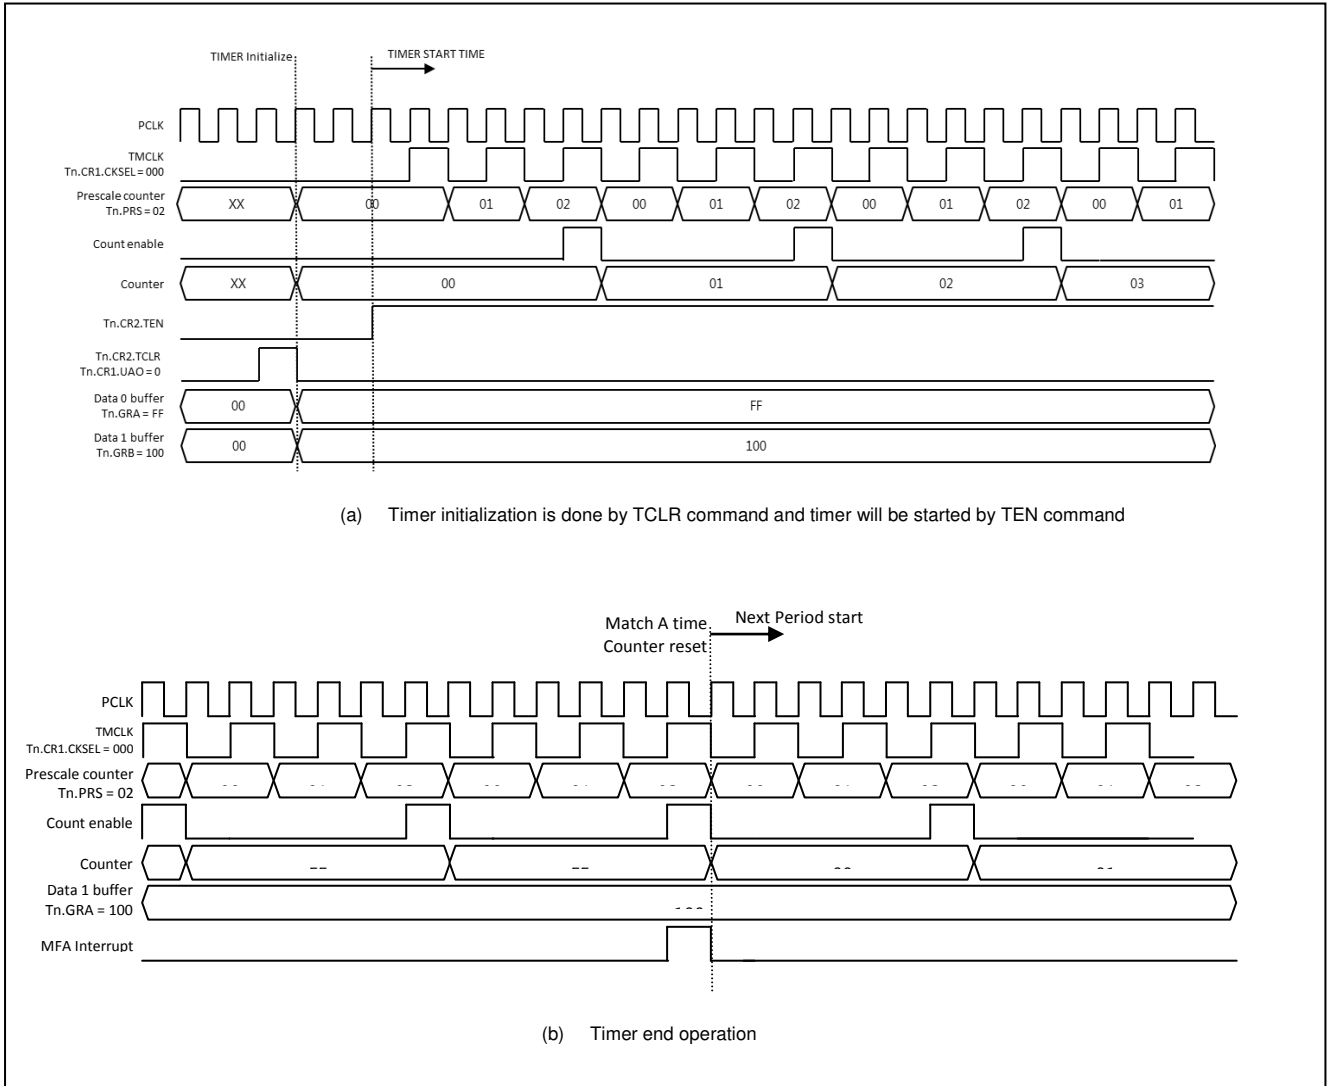 TIMER Initialize
TIMER START TIME
PCLK
TMCLK
Tn.CR1.CKSEL = 000
Prescale counter
Tn.PRS = 02
XX 00 01 02 00 01 02 00 01 02 00 01
Count enable
Counter
XX 00 01 02 03
Tn.CR2.TEN
Tn.CR2.TCLR
Tn.CR1.UAO = 0
Data 0 buffer
Tn.GRA = FF
00 FF
Data 1 buffer
Tn.GRB = 100
00 100
(a) Timer initialization is done by TCLR command and timer will be started by TEN command
Match A time
Counter reset
Next Period start
PCLK
TMCLK
Tn.CR1.CKSEL = 000
Prescale counter
Tn.PRS = 02
Count enable
Counter
Data 1 buffer
Tn.GRA = 100
MFA Interrupt
(b) Timer end operation